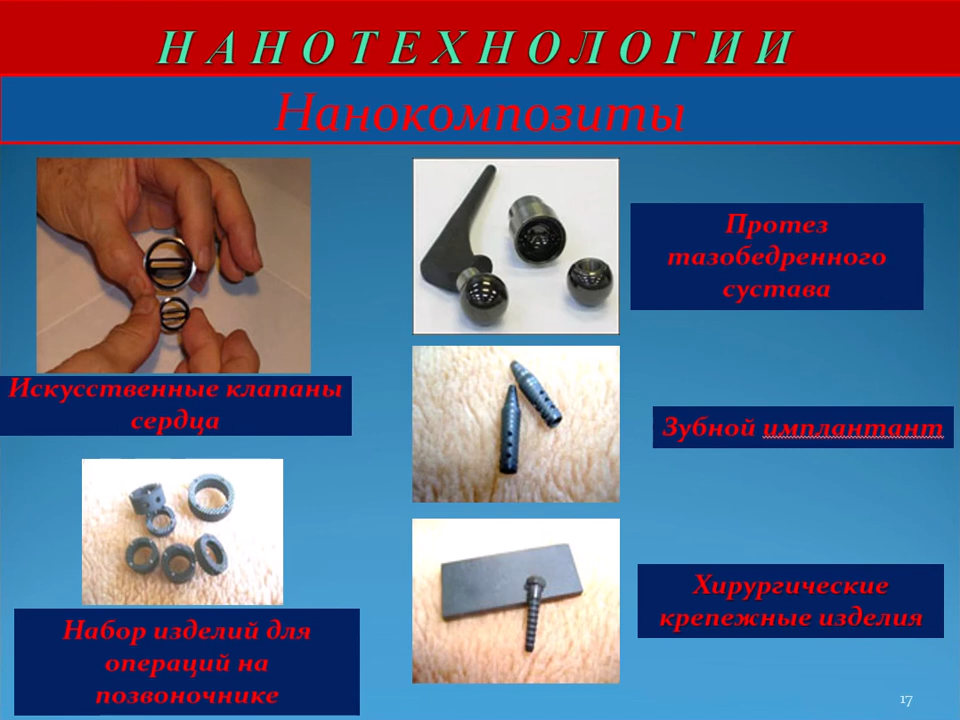 НАНОТЕХНОЛОГИИ
Нанокомпозиты
Протез
тазобедренного
сустава
Искусственные клапаны
сердца
Зубной имплантант
Хирургические
крепежные изделия
Набор изделий для
операций на
позвоночнике
17